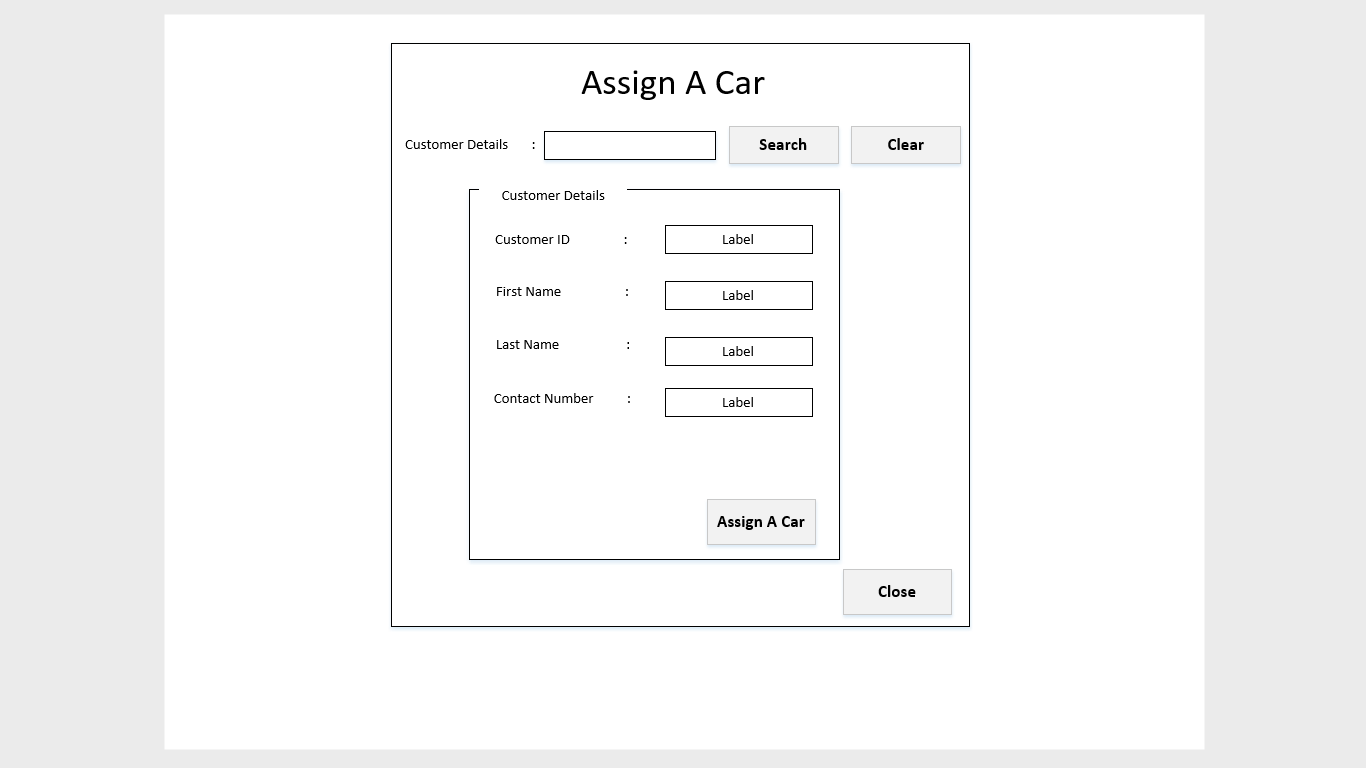 Assign A Car
Customer Details : Search Clear
Customer Details
Customer ID : Label
First Name : Label
Last Name : Label
Contact Number : Label
Assign A Car
Close